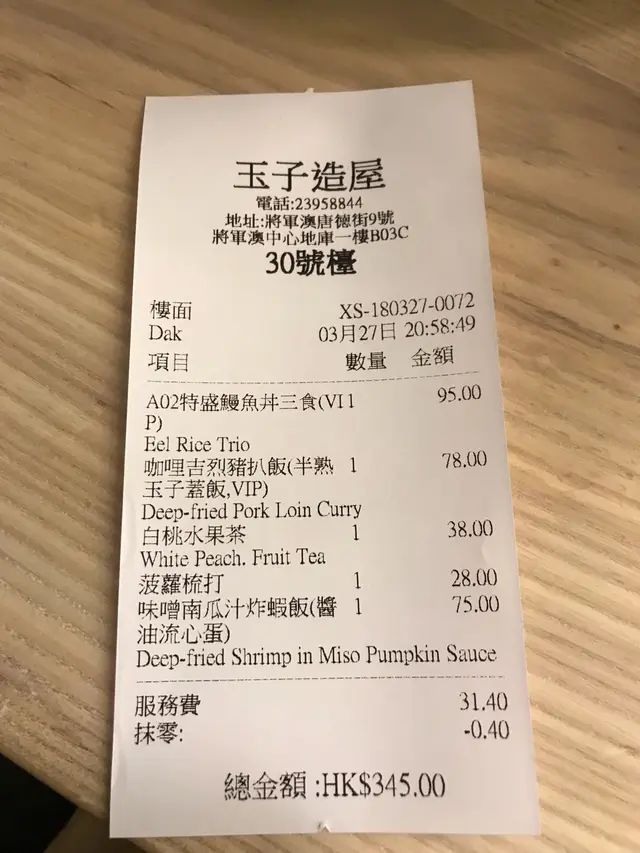 玉子造屋
電話:23958844
地址:將軍澳唐德街9號
將軍澳中心地庫一樓B03C
30號檯
樓面 XS-180327-0072
Dak 03月27日 20:58:49
項目 數量 金額
A02特盛鰻魚丼三食(VI 1 95.00
P)
Eel Rice Trio
咖哩吉烈豬扒飯(半熟 1 78.00
玉子蓋飯,VIP)
Deep-fried Pork Loin Curry
白桃水果茶 1 38.00
White Peach. Fruit Tea
菠蘿梳打 1 28.00
味噌南瓜汁炸蝦飯(醬 1 75.00
油流心蛋)
Deep-fried Shrimp in Miso Pumpkin Sauce
服務費 31.40
抹零: -0.40
總金額 :HK$345.00